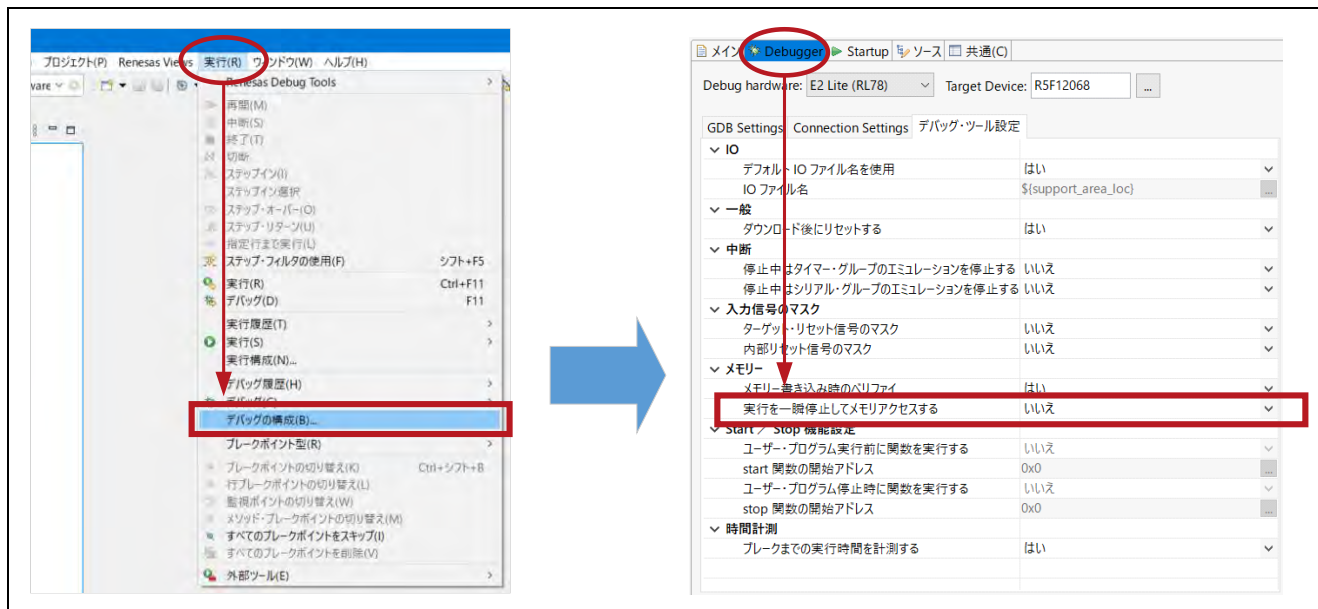 プロジェクト(P) Renesas Views 実行(R) ウィンドウ(W) ヘルプ(H)
Renesas Debug Tools
再開(M)
中断(S)
終了(T)
切断
ステップイン(I)
ステップイン選択
ステップ・オーバー(O)
ステップ・リターン(U)
指定行まで実行(L)
ステップ・フィルタの使用(F) シフト+F5
実行(R) Ctrl+F11
デバッグ(D) F11
実行履歴(T)
実行(S)
実行構成(N)...
デバッグ履歴(H)
デバッグ(G)
デバッグの構成(B)...
ブレークポイント型(R)
ブレークポイントの切り替え(K) Ctrl+シフト+B
行ブレークポイントの切り替え(L)
監視ポイントの切り替え(W)
メソッド・ブレークポイントの切り替え(M)
すべてのブレークポイントをスキップ(I)
すべてのブレークポイントを削除(V)
外部ツール(E)
メイン Debugger Startup ソース 共通(C)
Debug hardware: E2 Lite (RL78) Target Device: R5F12068 ...
GDB Settings Connection Settings デバッグ・ツール設定
IO
デフォルト IO ファイル名を使用 はい
IO ファイル名 ${support_area_loc} ...
一般
ダウンロード後にリセットする はい
中断
停止中はタイマー・グループのエミュレーションを停止する いいえ
停止中はシリアル・グループのエミュレーションを停止する いいえ
入力信号のマスク
ターゲット・リセット信号のマスク いいえ
内部リセット信号のマスク いいえ
メモリー
メモリー書き込み時のベリファイ はい
実行を一瞬停止してメモリアクセスする いいえ
Start / Stop 機能設定
ユーザー・プログラム実行前に関数を実行する いいえ
start 関数の開始アドレス 0x0 ...
ユーザー・プログラム停止時に関数を実行する いいえ
stop 関数の開始アドレス 0x0 ...
時間計測
ブレークまでの実行時間を計測する はい